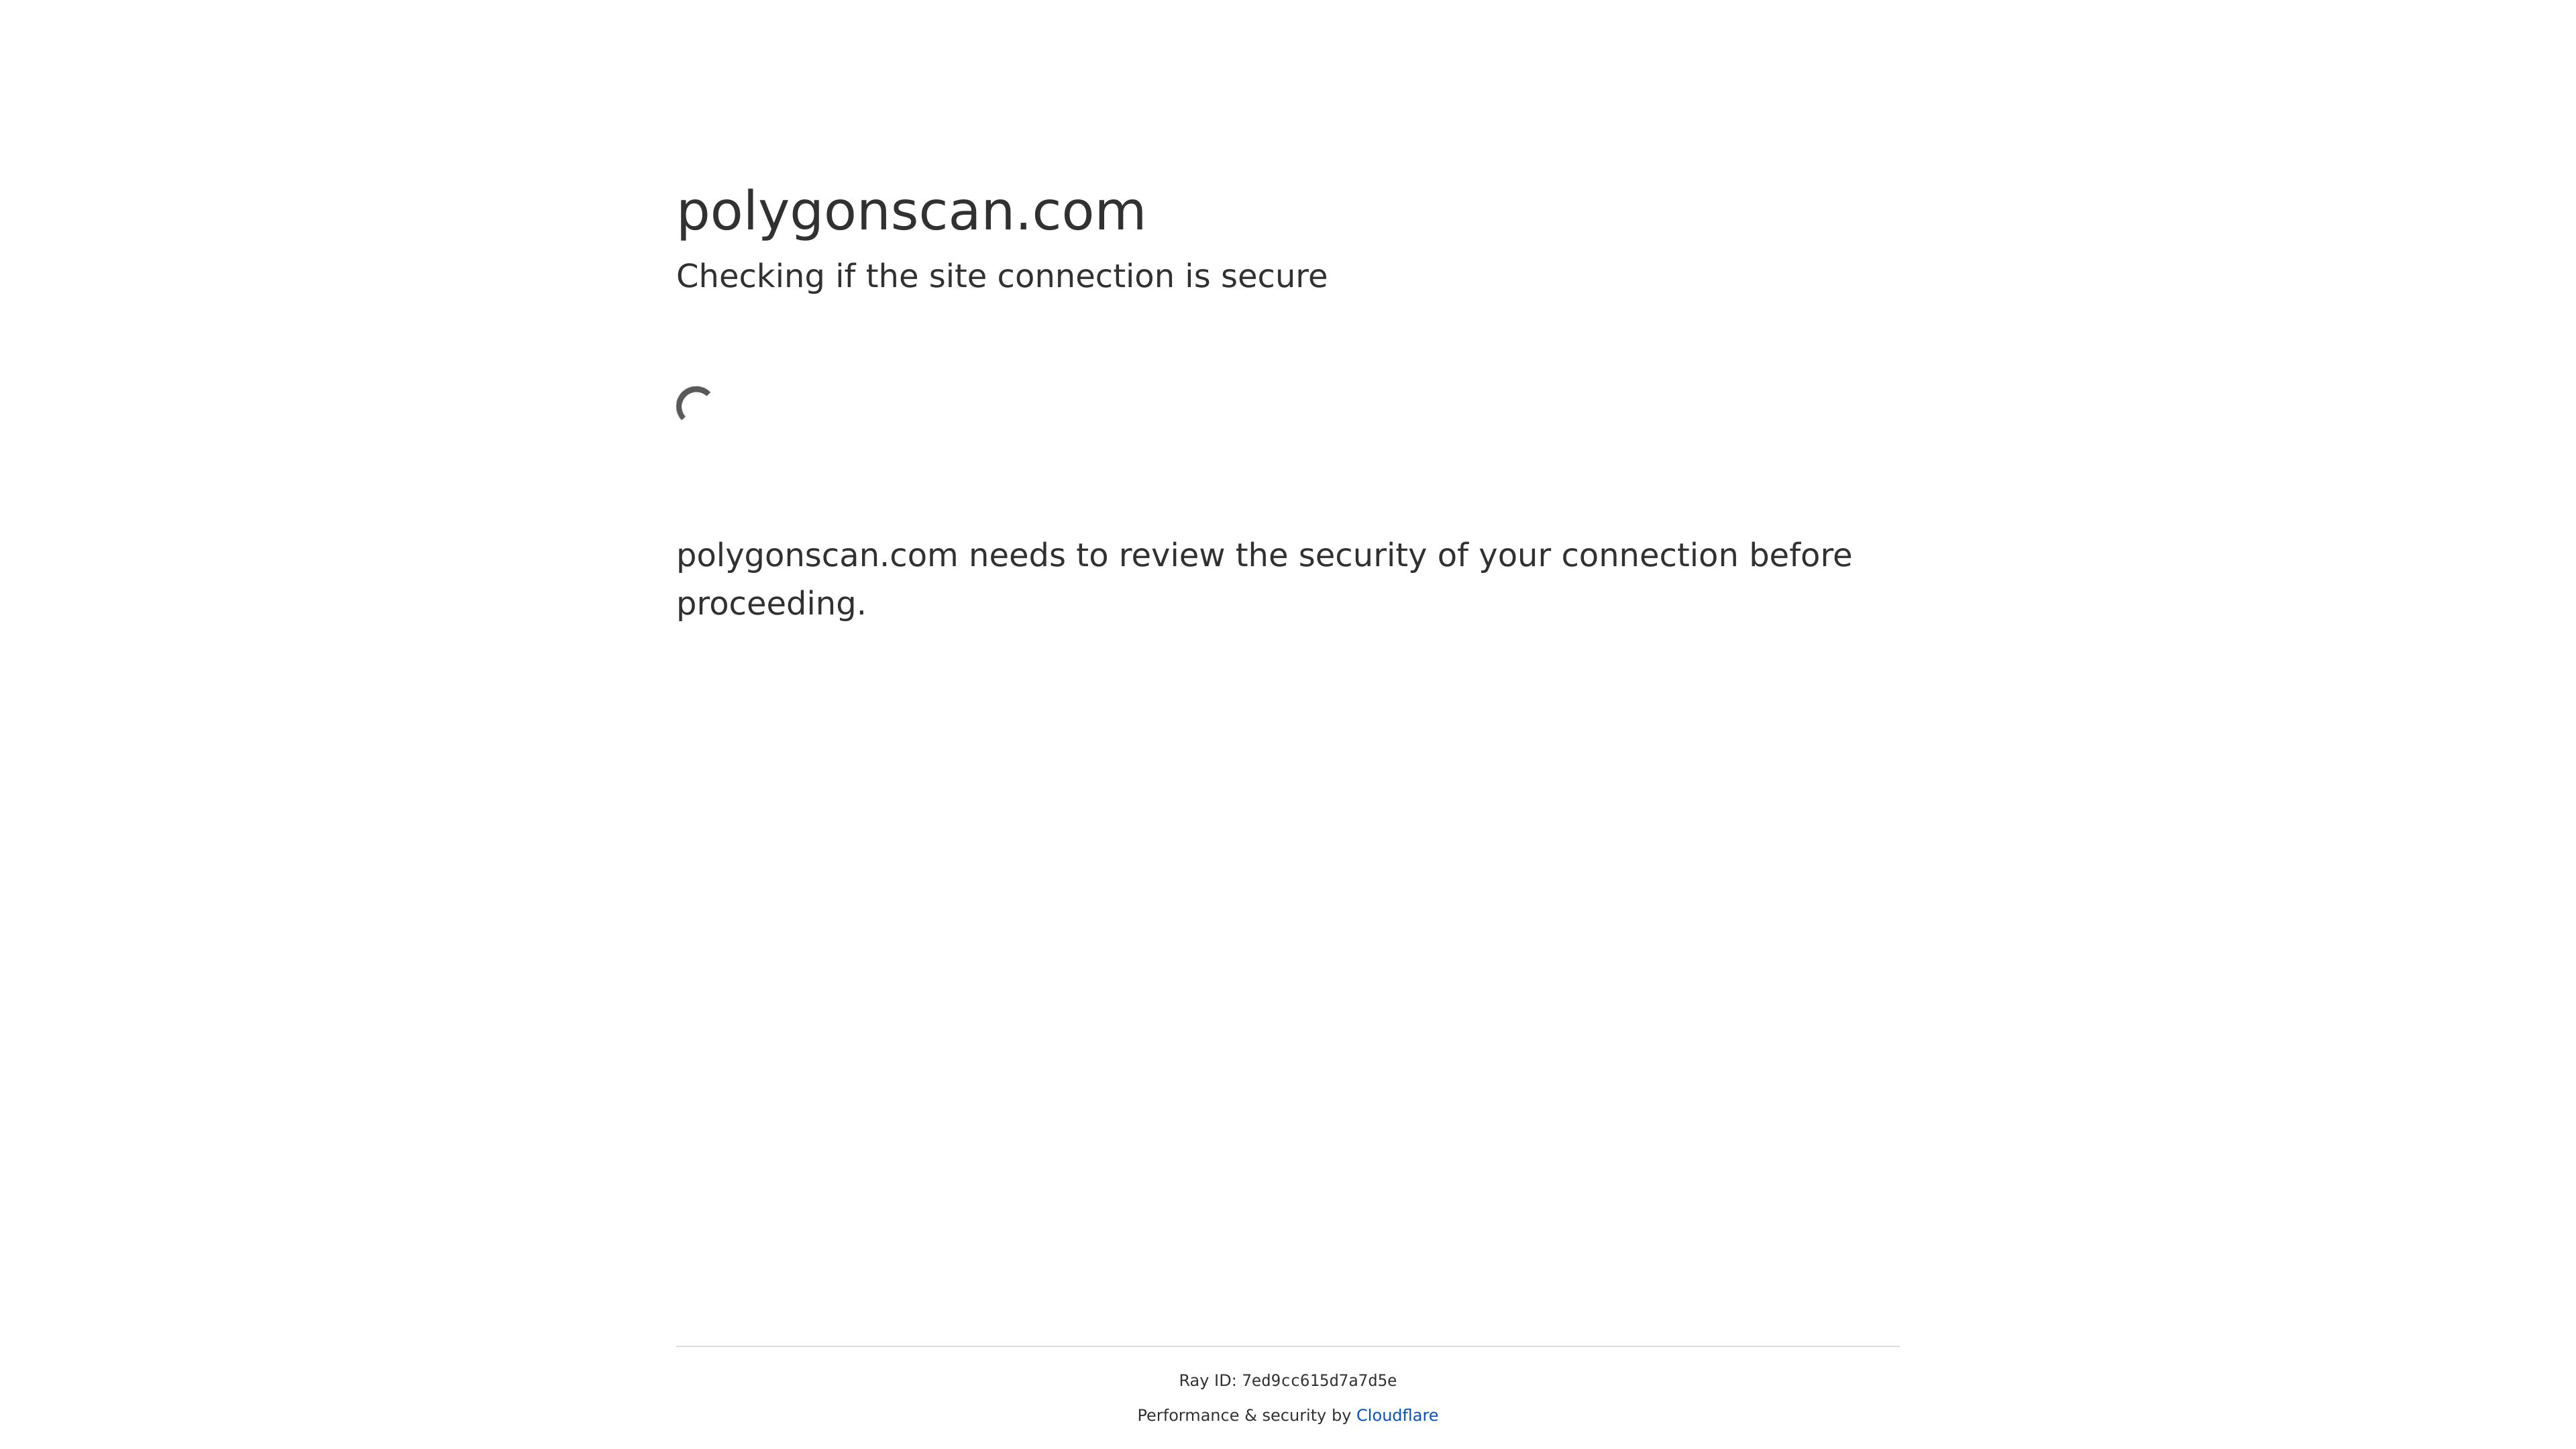 polygonscan.com
Checking if the site connection is secure
polygonscan.com needs to review the security of your connection before
proceeding.
Ray ID: 7ed9cc615d7a7d5e
Performance & security by Cloudflare